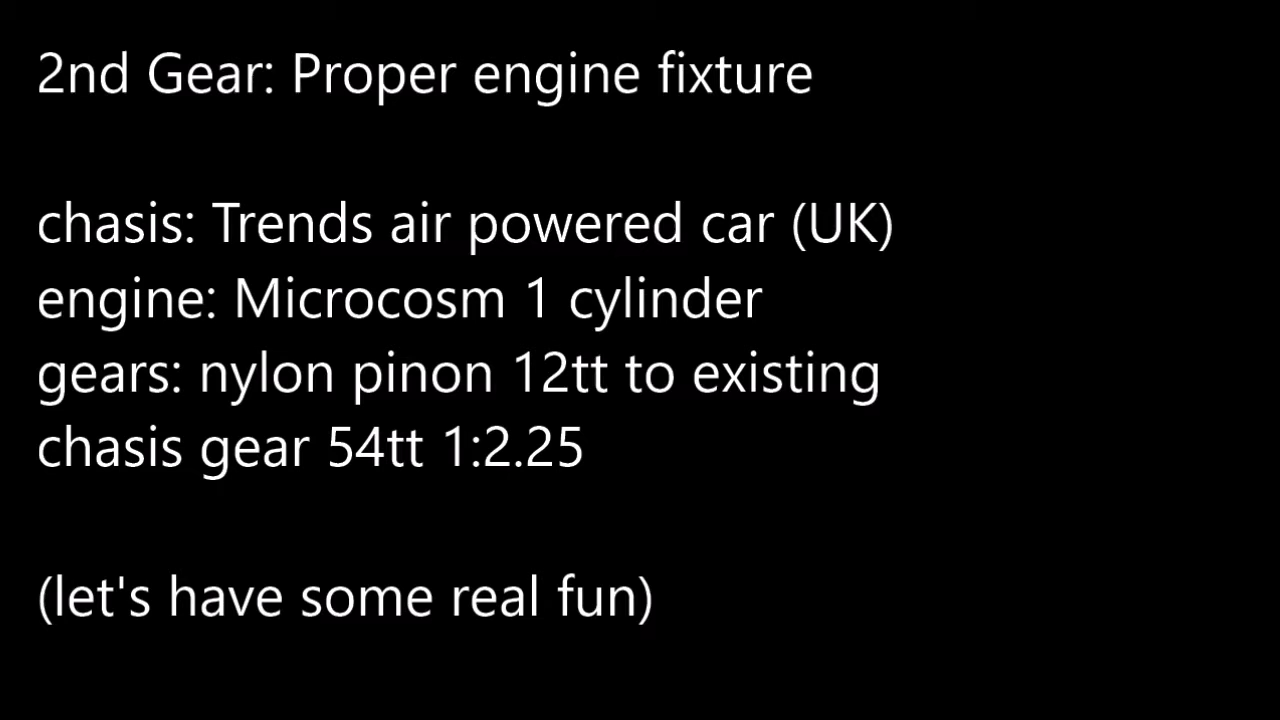 2nd Gear: Proper engine fixture
chasis: Trends air powered car (UK)
engine: Microcosm 1 cylinder
gears: nylon pinon 12tt to existing
chasis gear 54tt 1:2.25
(let's have some real fun)